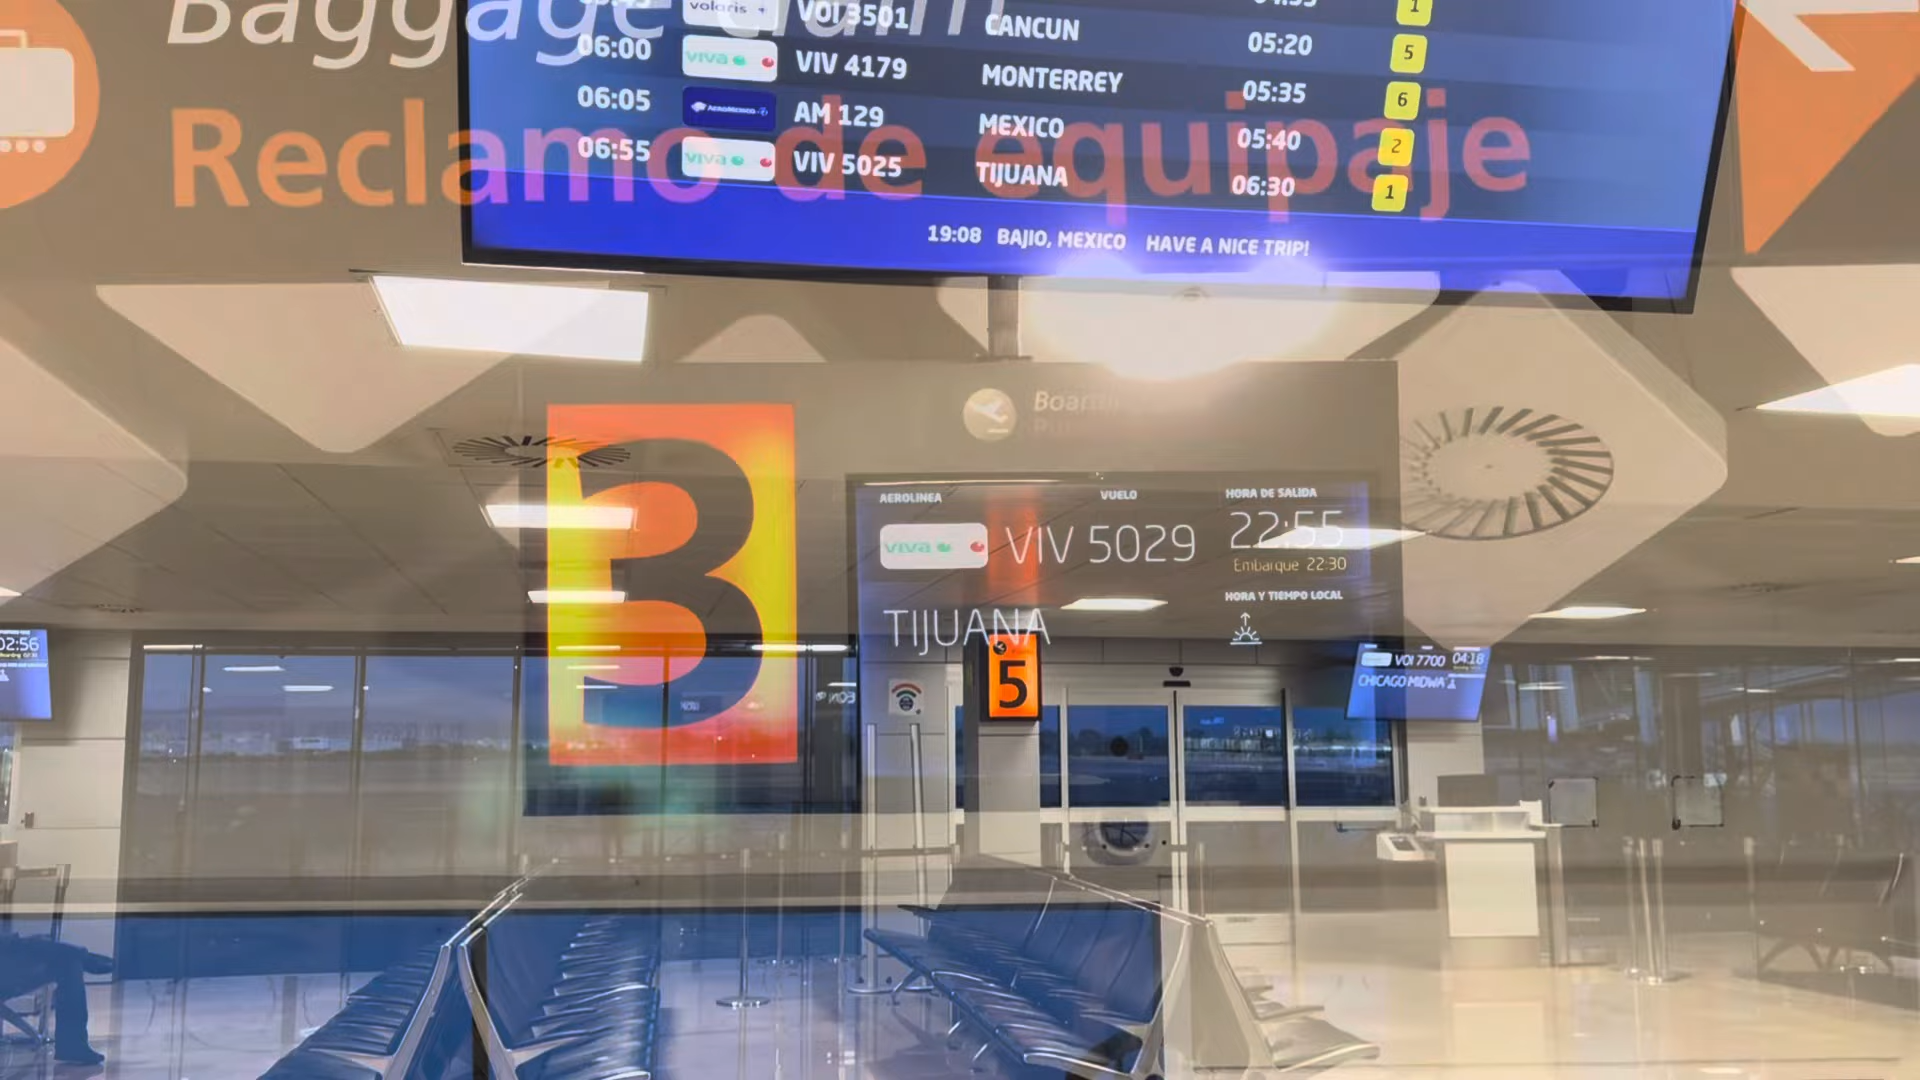 Baggage claim
Reclamo de equipaje
volaris VOI 3501 CANCUN 1
06:00 viva VIV 4179 MONTERREY 05:20 5
06:05 AEROMEXICO AM 129 MEXICO 05:35 6
06:55 viva VIV 5025 TIJUANA 05:40 2
06:30 1
19:08 BAJIO, MEXICO HAVE A NICE TRIP!
3
AEROLINEA VUELO HORA DE SALIDA
viva VIV 5029 22:55
Embarque 22:30
HORA Y TIEMPO LOCAL
TIJUANA
5
02:56
VOI 7700 04:18
CHICAGO MIDWA